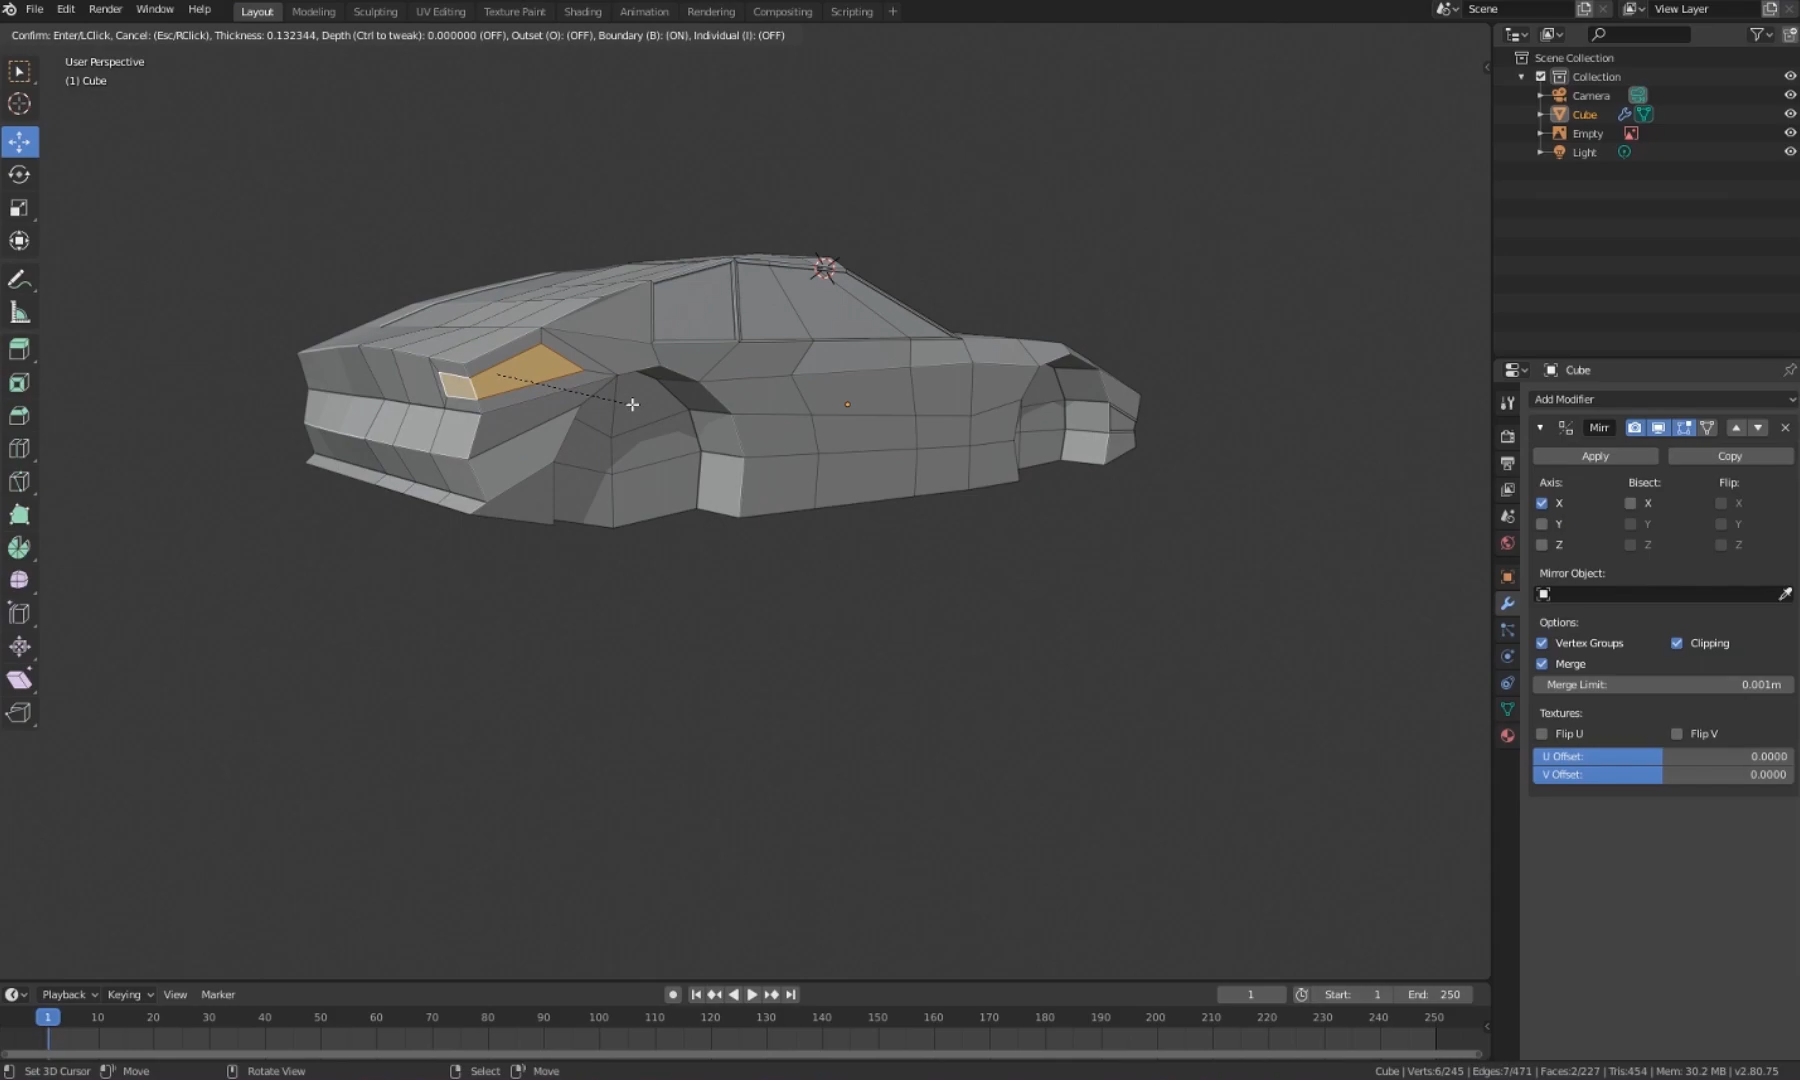 File Edit Render Window Help Layout Modeling Sculpting UV Editing Texture Paint Shading Animation Rendering Compositing Scripting + Scene View Layer
Confirm: Enter/LClick, Cancel: (Esc/RClick), Thickness: 0.132344, Depth (Ctrl to tweak): 0.000000 (OFF), Outset (O): (OFF), Boundary (B): (ON), Individual (I): (OFF)
User Perspective
(1) Cube
Scene Collection
Collection
Camera
Cube
Empty
Light
Cube
Add Modifier
Mirr
Apply Copy
Axis: Bisect: Flip:
X X X
Y Y Y
Z Z Z
Mirror Object:
Options:
Vertex Groups Clipping
Merge
Merge Limit: 0.001m
Textures:
Flip U Flip V
U Offset: 0.0000
V Offset: 0.0000
Playback Keying View Marker 1 Start: 1 End: 250
1 10 20 30 40 50 60 70 80 90 100 110 120 130 140 150 160 170 180 190 200 210 220 230 240 250
Set 3D Cursor Move Rotate View Select Move Cube | Verts:6/245 | Edges:7/471 | Faces:2/227 | Tris:454 | Mem: 30.2 MB | v2.80.75